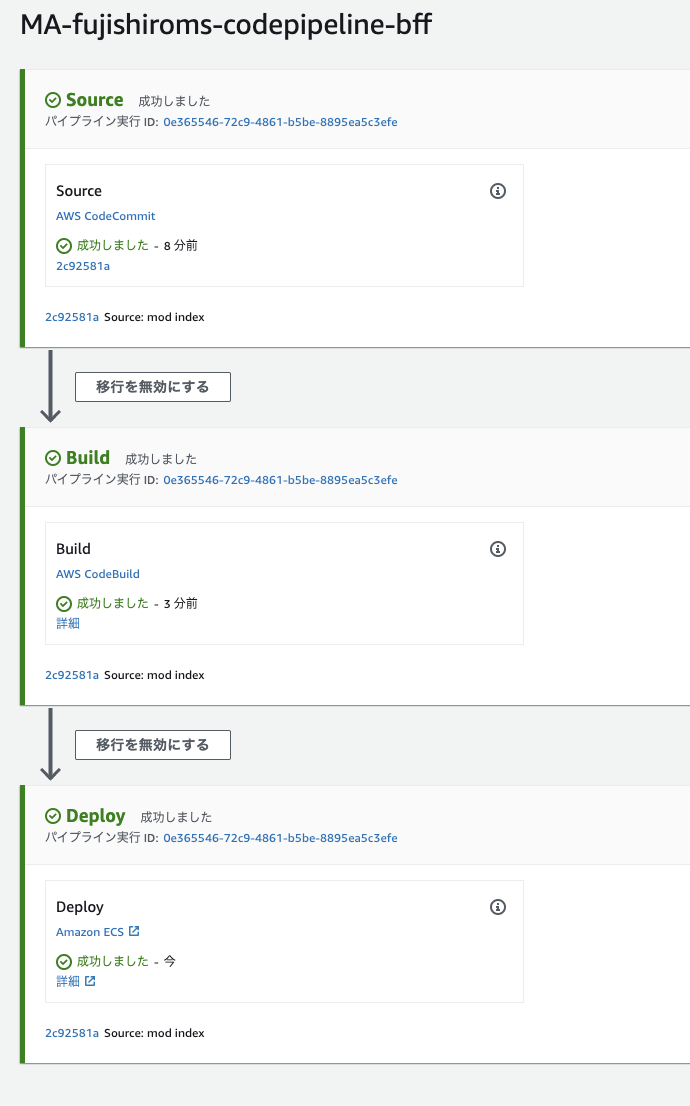 MA-fujishiroms-codepipeline-bff
Source 成功しました
パイプライン実行 ID: 0e365546-72c9-4861-b5be-8895ea5c3efe
Source
AWS CodeCommit
成功しました - 8 分前
2c92581a
2c92581a Source: mod index
移行を無効にする
Build 成功しました
パイプライン実行 ID: 0e365546-72c9-4861-b5be-8895ea5c3efe
Build
AWS CodeBuild
成功しました - 3 分前
詳細
2c92581a Source: mod index
移行を無効にする
Deploy 成功しました
パイプライン実行 ID: 0e365546-72c9-4861-b5be-8895ea5c3efe
Deploy
Amazon ECS
成功しました - 今
詳細
2c92581a Source: mod index